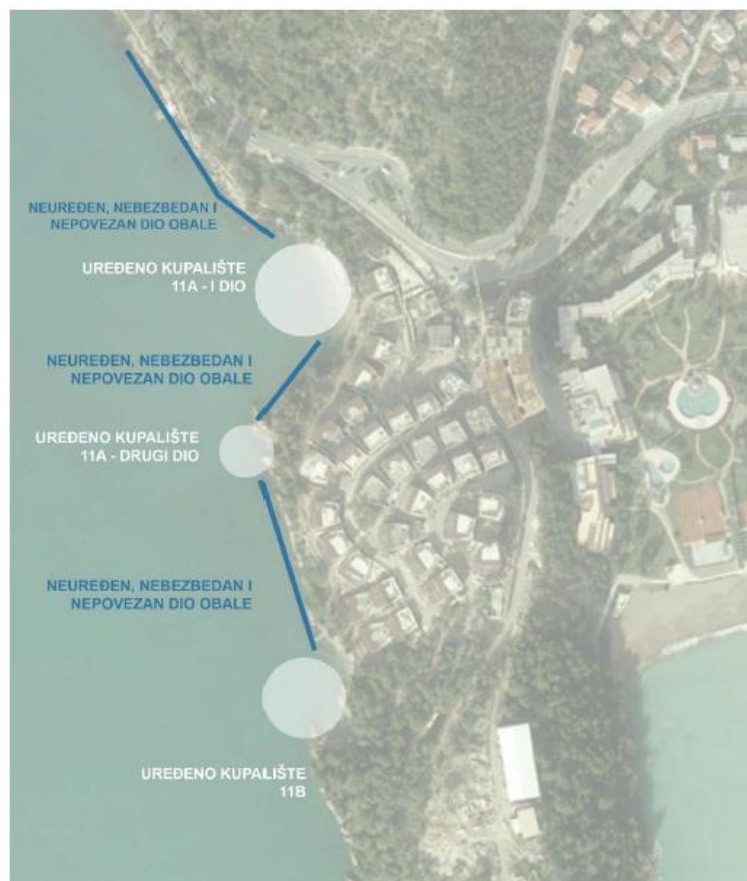 NEUREĐEN, NEBEZBEDAN I
NEPOVEZAN DIO OBALE
UREĐENO KUPALIŠTE
11A - I DIO
NEUREĐEN, NEBEZBEDAN I
NEPOVEZAN DIO OBALE
UREĐENO KUPALIŠTE
11A - DRUGI DIO
NEUREĐEN, NEBEZBEDAN I
NEPOVEZAN DIO OBALE
UREĐENO KUPALIŠTE
11B